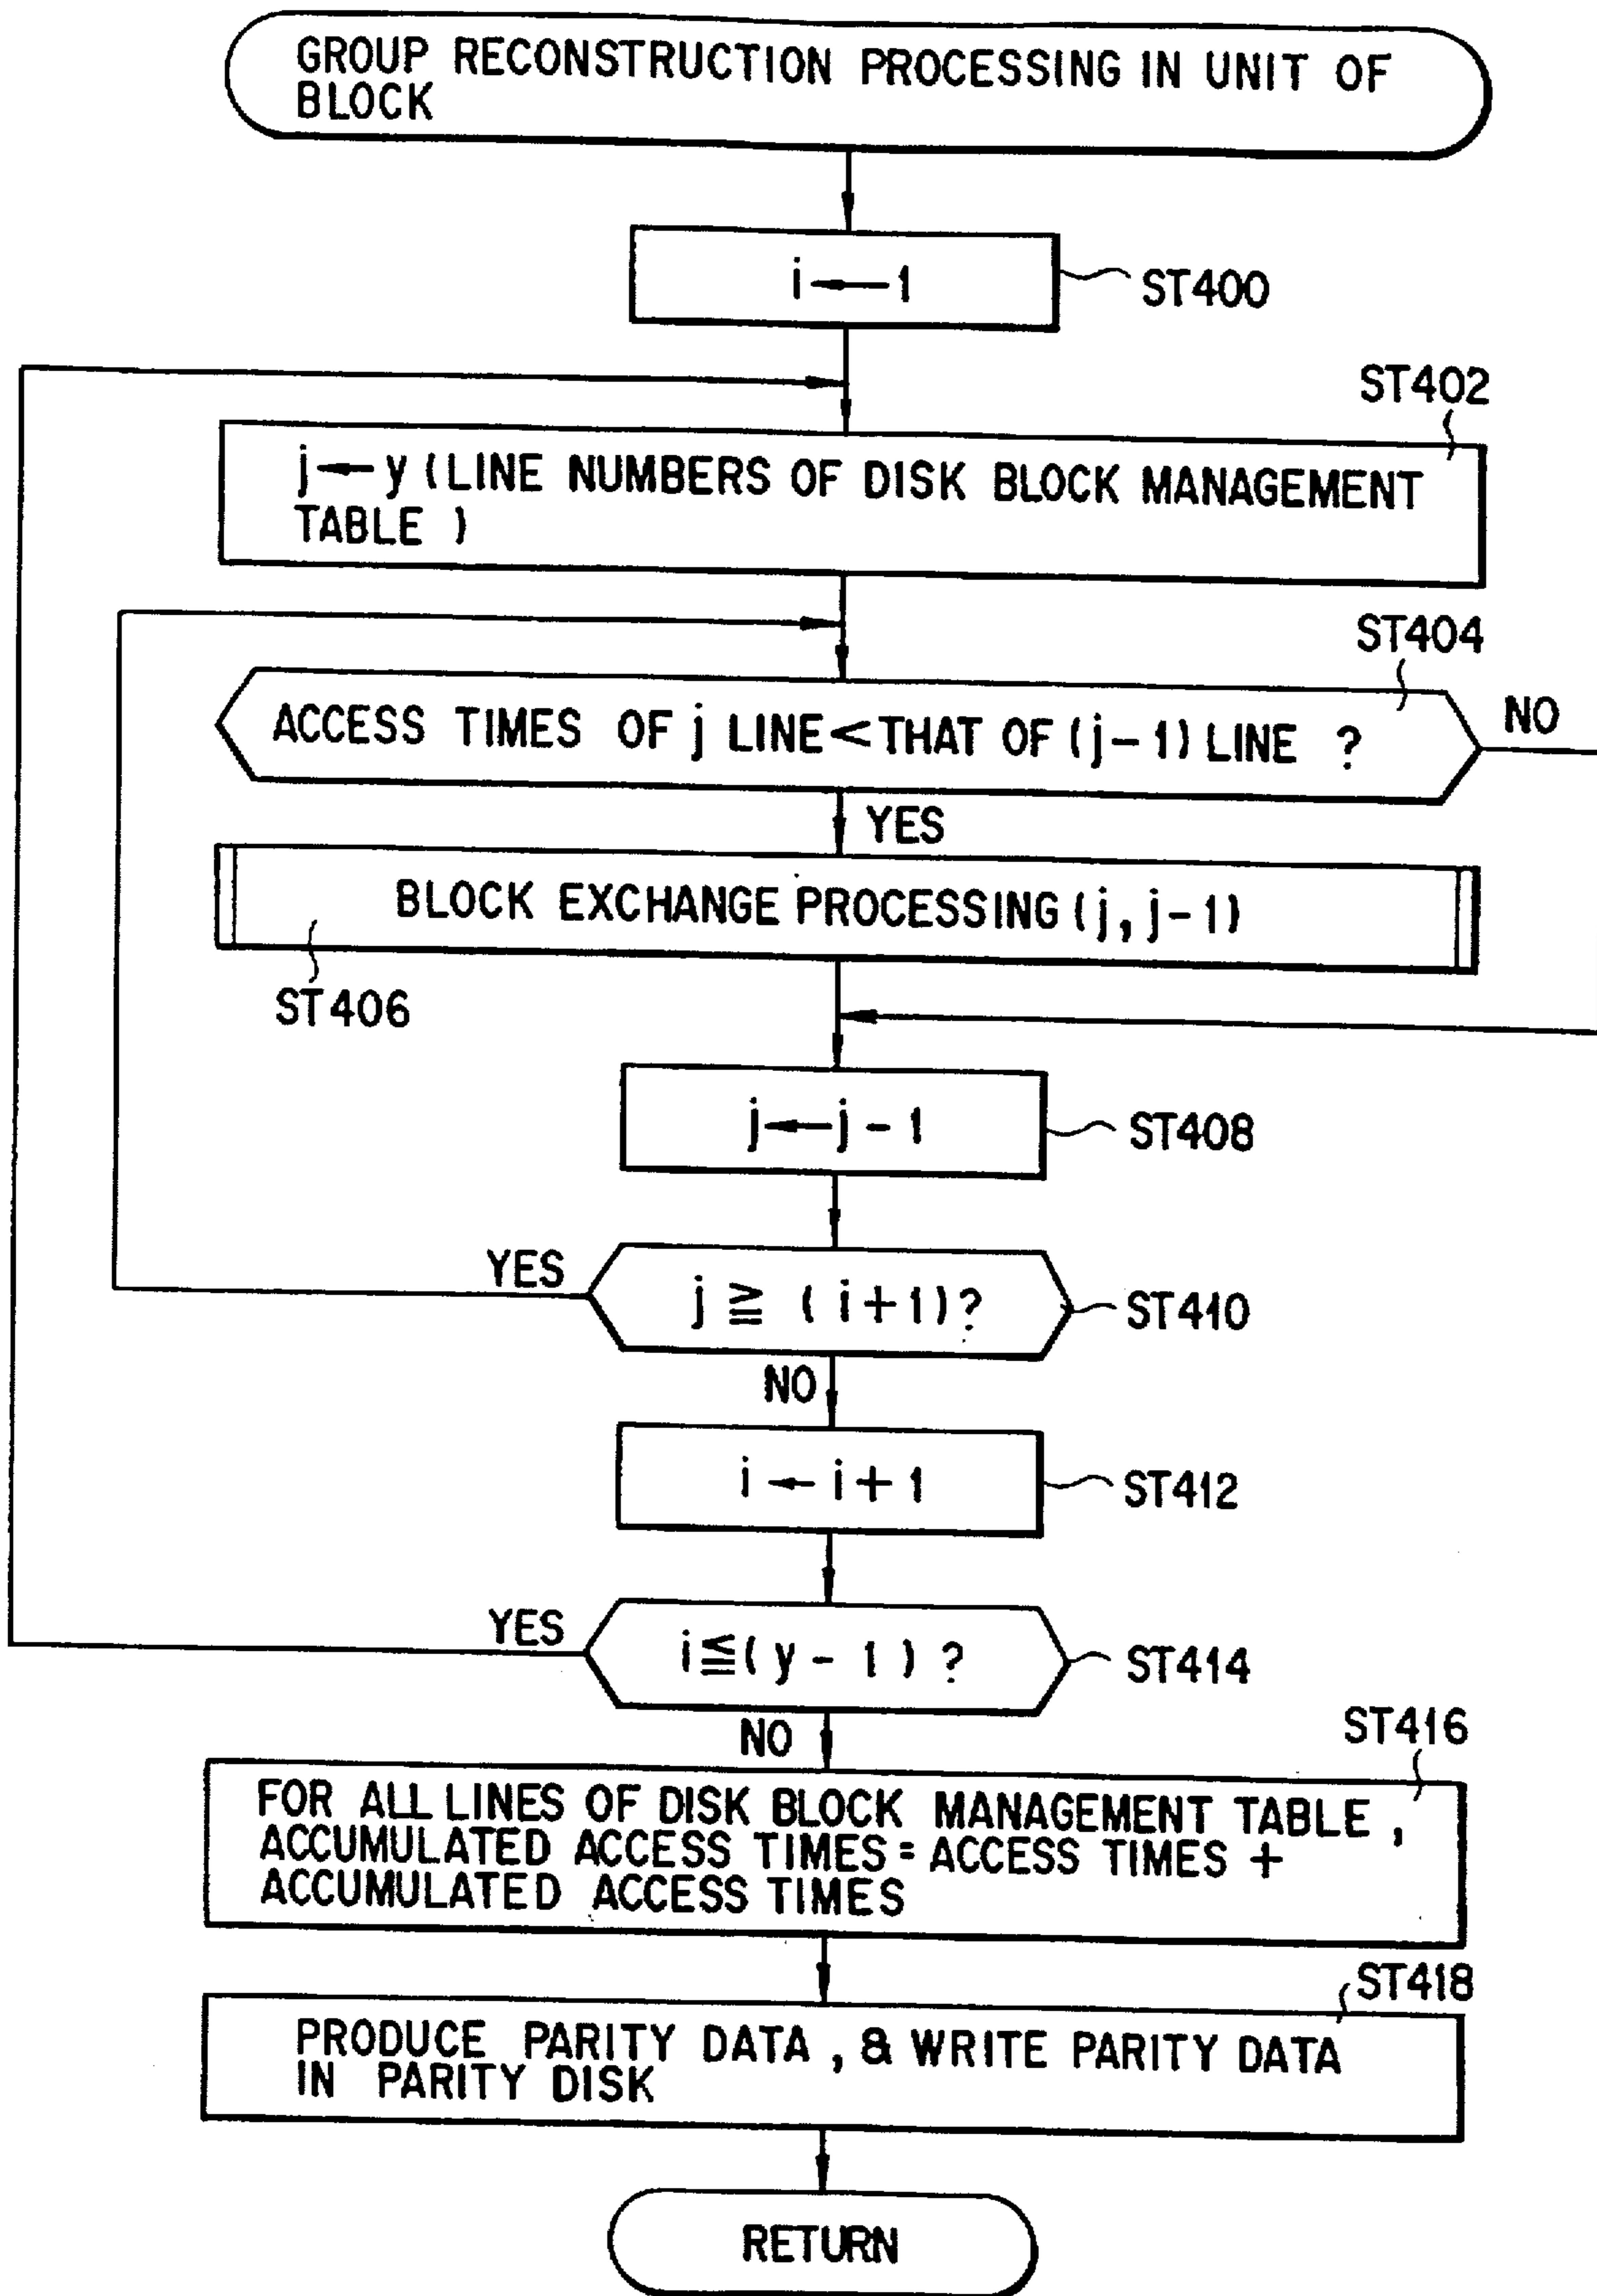 GROUP RECONSTRUCTION PROCESSING IN UNIT OF
BLOCK
i ← 1
ST400
ST402
j ← y (LINE NUMBERS OF DISK BLOCK MANAGEMENT
TABLE )
ST404
ACCESS TIMES OF j LINE < THAT OF (j-1) LINE ?
NO
YES
BLOCK EXCHANGE PROCESSING (j, j-1)
ST406
j ← j - 1
ST408
YES
j ≧ ( i + 1) ?
ST410
NO
i ← i + 1
ST412
YES
i ≦ ( y - 1 ) ?
ST414
NO
ST416
FOR ALL LINES OF DISK BLOCK MANAGEMENT TABLE ,
ACCUMULATED ACCESS TIMES = ACCESS TIMES +
ACCUMULATED ACCESS TIMES
ST418
PRODUCE PARITY DATA , & WRITE PARITY DATA
IN PARITY DISK
RETURN